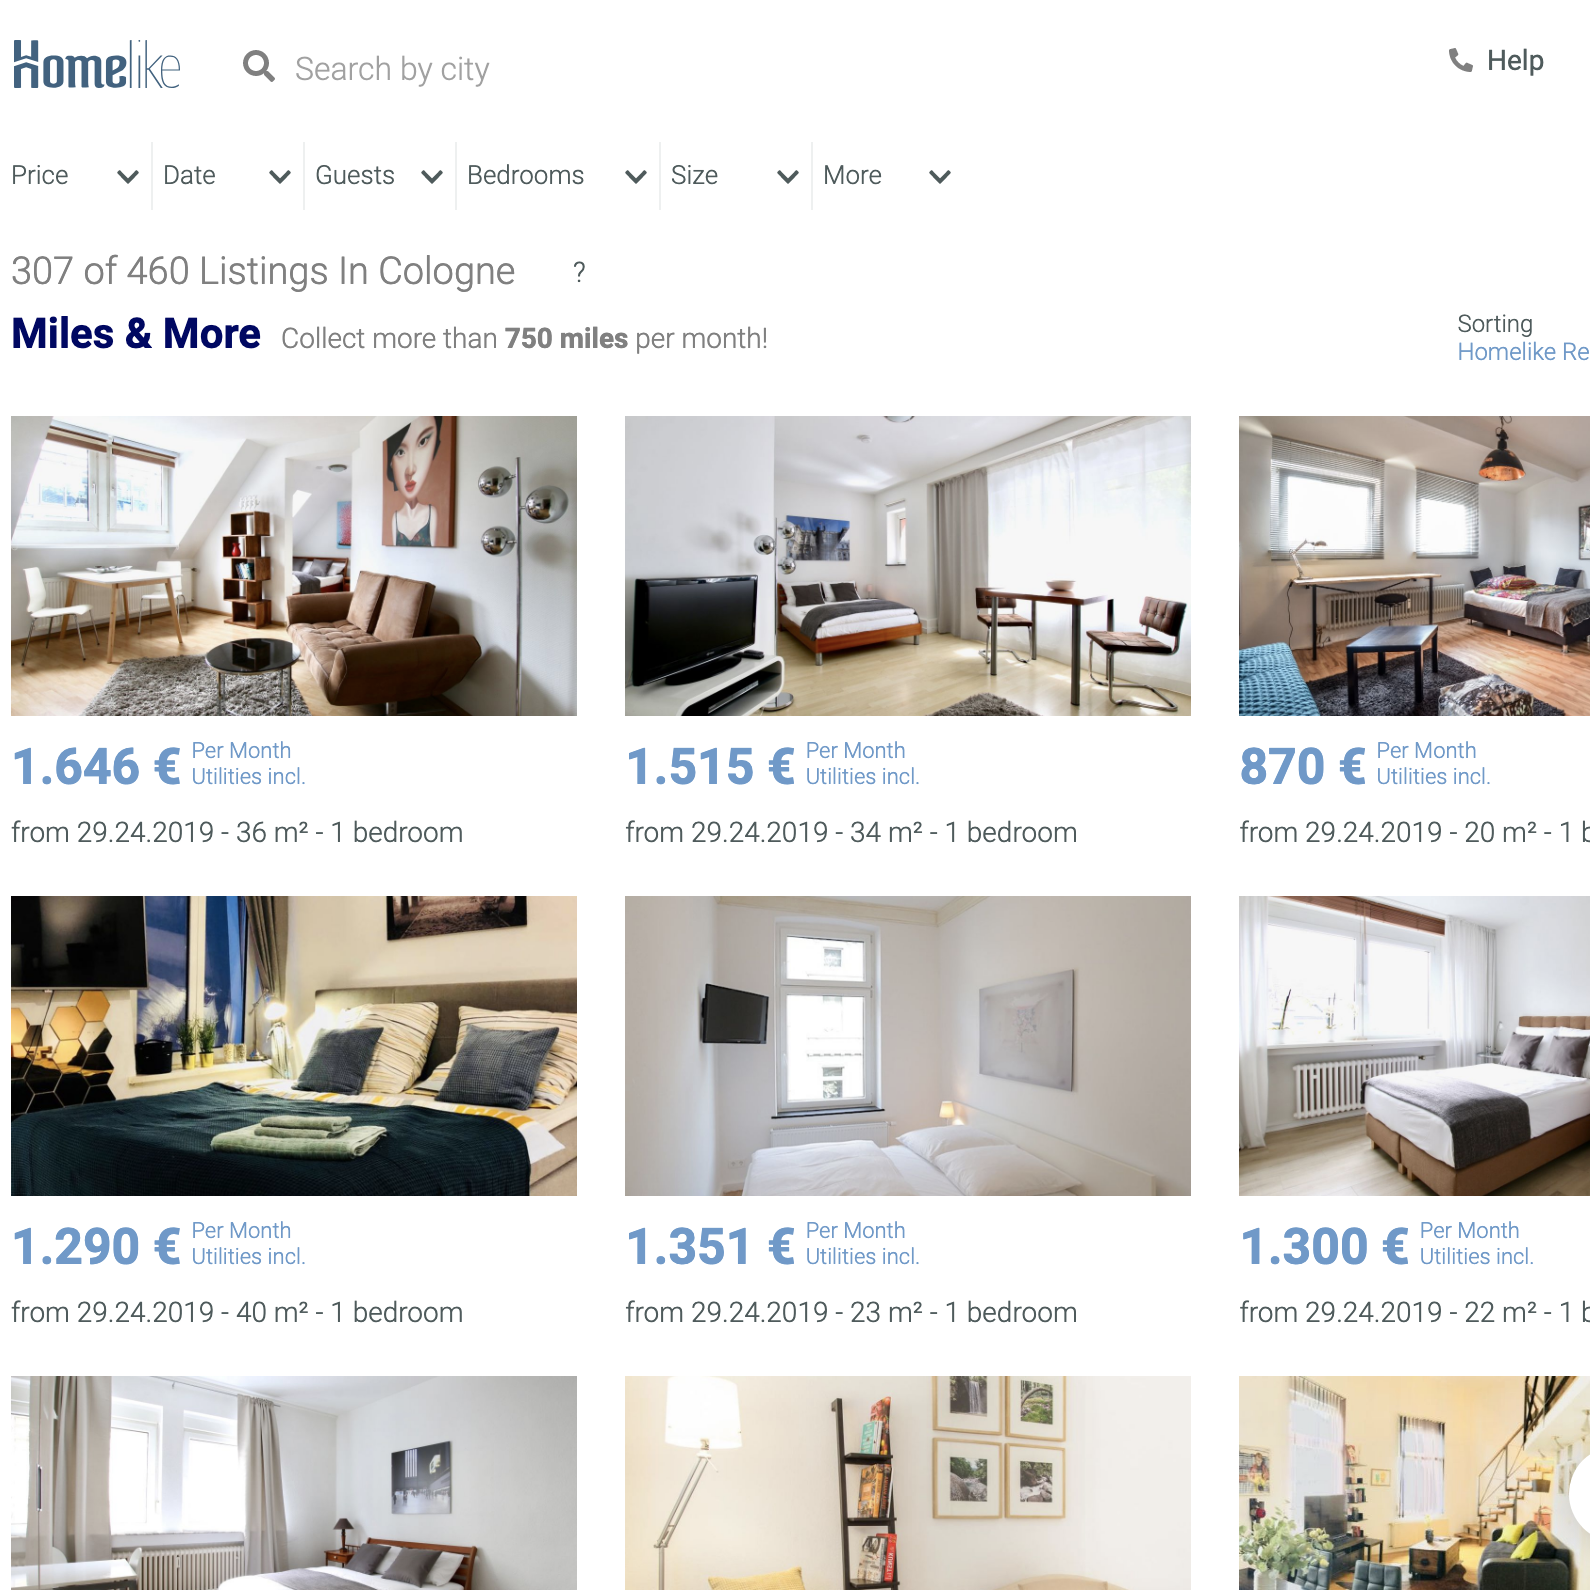 Homelike
Search by city
Help
Price
Date
Guests
Bedrooms
Size
More
307 of 460 Listings In Cologne
?
Miles & More Collect more than 750 miles per month!
Sorting
Homelike Re
1.646 € Per Month
Utilities incl.
from 29.24.2019 - 36 m² - 1 bedroom
1.515 € Per Month
Utilities incl.
from 29.24.2019 - 34 m² - 1 bedroom
870 € Per Month
Utilities incl.
from 29.24.2019 - 20 m² - 1 b
1.290 € Per Month
Utilities incl.
from 29.24.2019 - 40 m² - 1 bedroom
1.351 € Per Month
Utilities incl.
from 29.24.2019 - 23 m² - 1 bedroom
1.300 € Per Month
Utilities incl.
from 29.24.2019 - 22 m² - 1 b